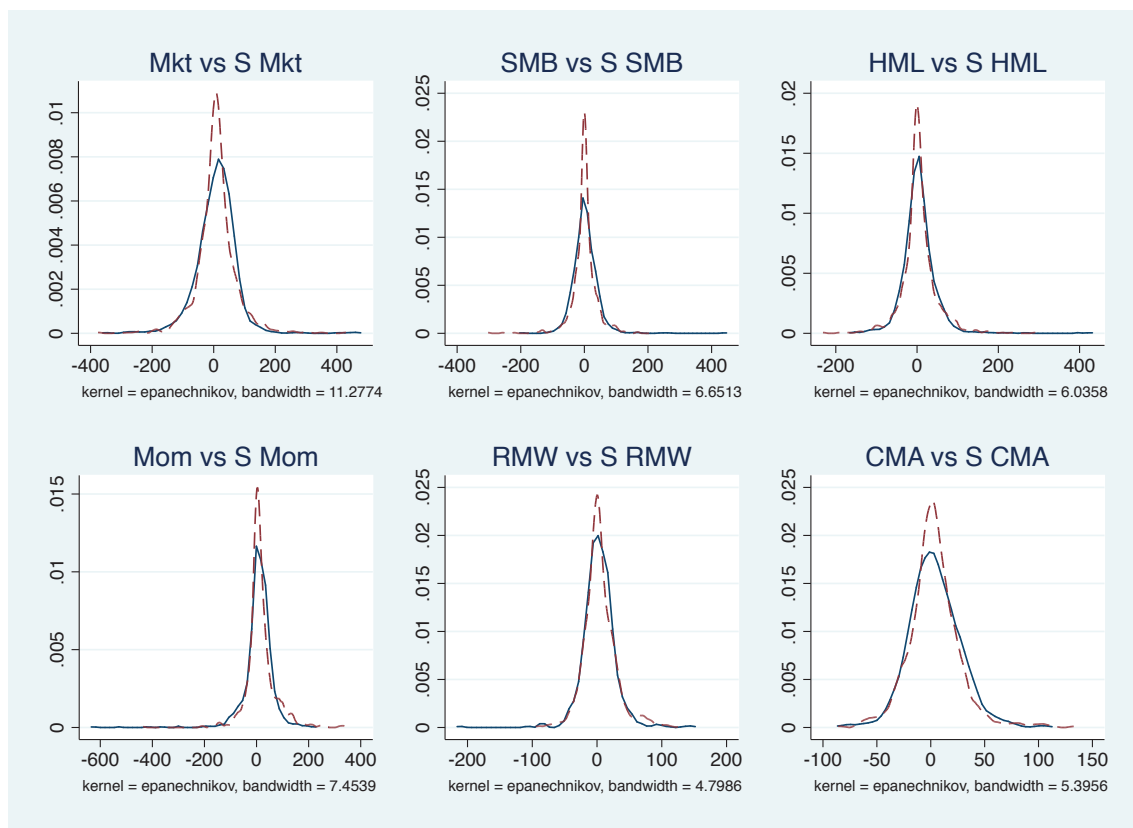 Mkt vs S Mkt
.01
.008
.006
.004
.002
0
-400 -200 0 200 400
kernel = epanechnikov, bandwidth = 11.2774
SMB vs S SMB
.025
.02
.015
.01
.005
0
-400 -200 0 200 400
kernel = epanechnikov, bandwidth = 6.6513
HML vs S HML
.02
.015
.01
.005
0
-200 0 200 400
kernel = epanechnikov, bandwidth = 6.0358
Mom vs S Mom
.015
.01
.005
0
-600 -400 -200 0 200 400
kernel = epanechnikov, bandwidth = 7.4539
RMW vs S RMW
.025
.02
.015
.01
.005
0
-200 -100 0 100 200
kernel = epanechnikov, bandwidth = 4.7986
CMA vs S CMA
.025
.02
.015
.01
.005
0
-100 -50 0 50 100 150
kernel = epanechnikov, bandwidth = 5.3956